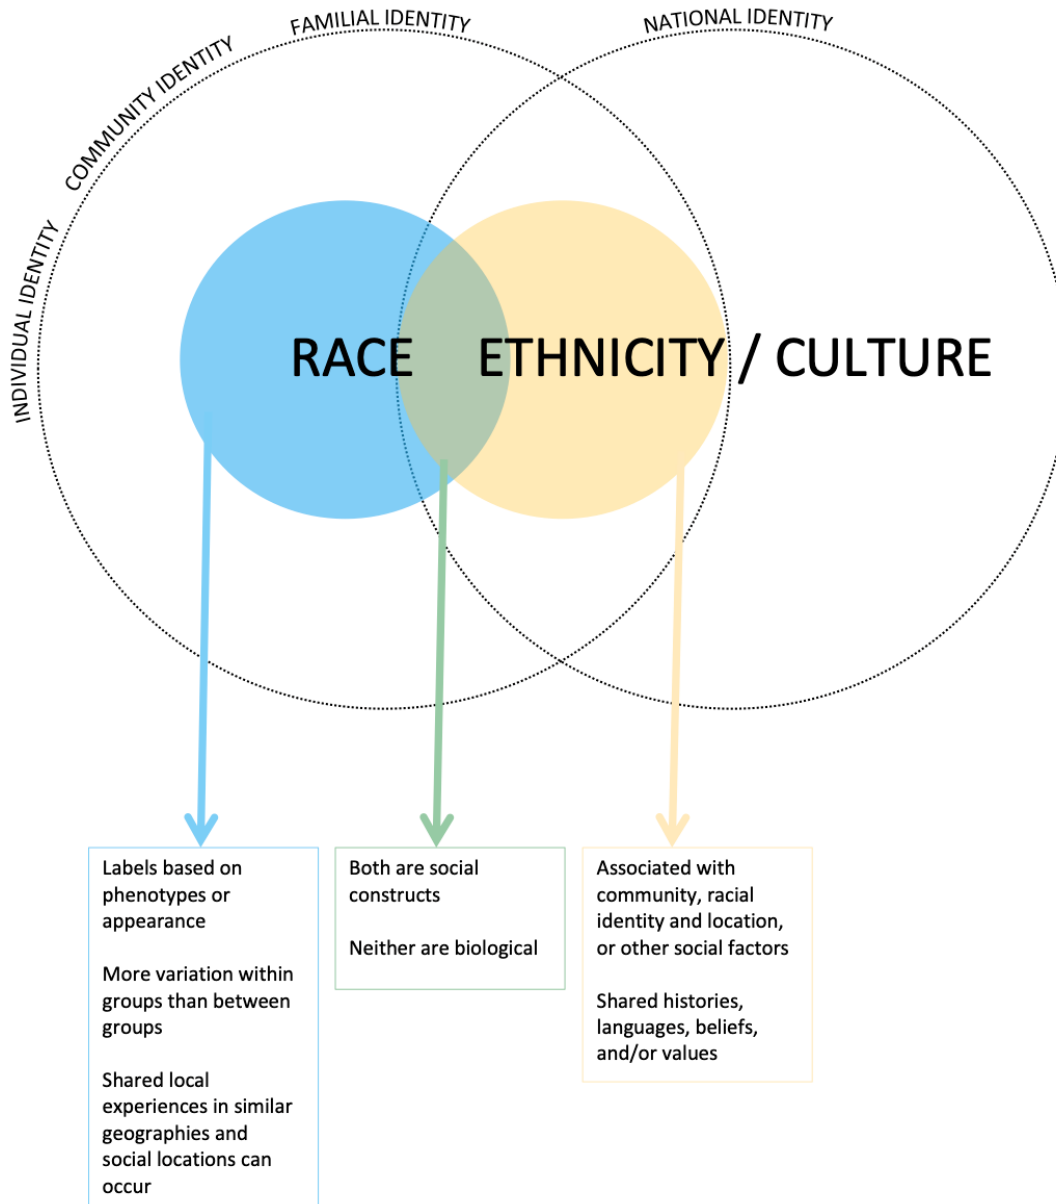 FAMILIAL IDENTITY
NATIONAL IDENTITY
COMMUNITY IDENTITY
INDIVIDUAL IDENTITY
RACE
ETHNICITY / CULTURE
Labels based on
phenotypes or
appearance
More variation within
groups than between
groups
Shared local
experiences in similar
geographies and
social locations can
occur
Both are social
constructs
Neither are biological
Associated with
community, racial
identity and location,
or other social factors
Shared histories,
languages, beliefs,
and/or values